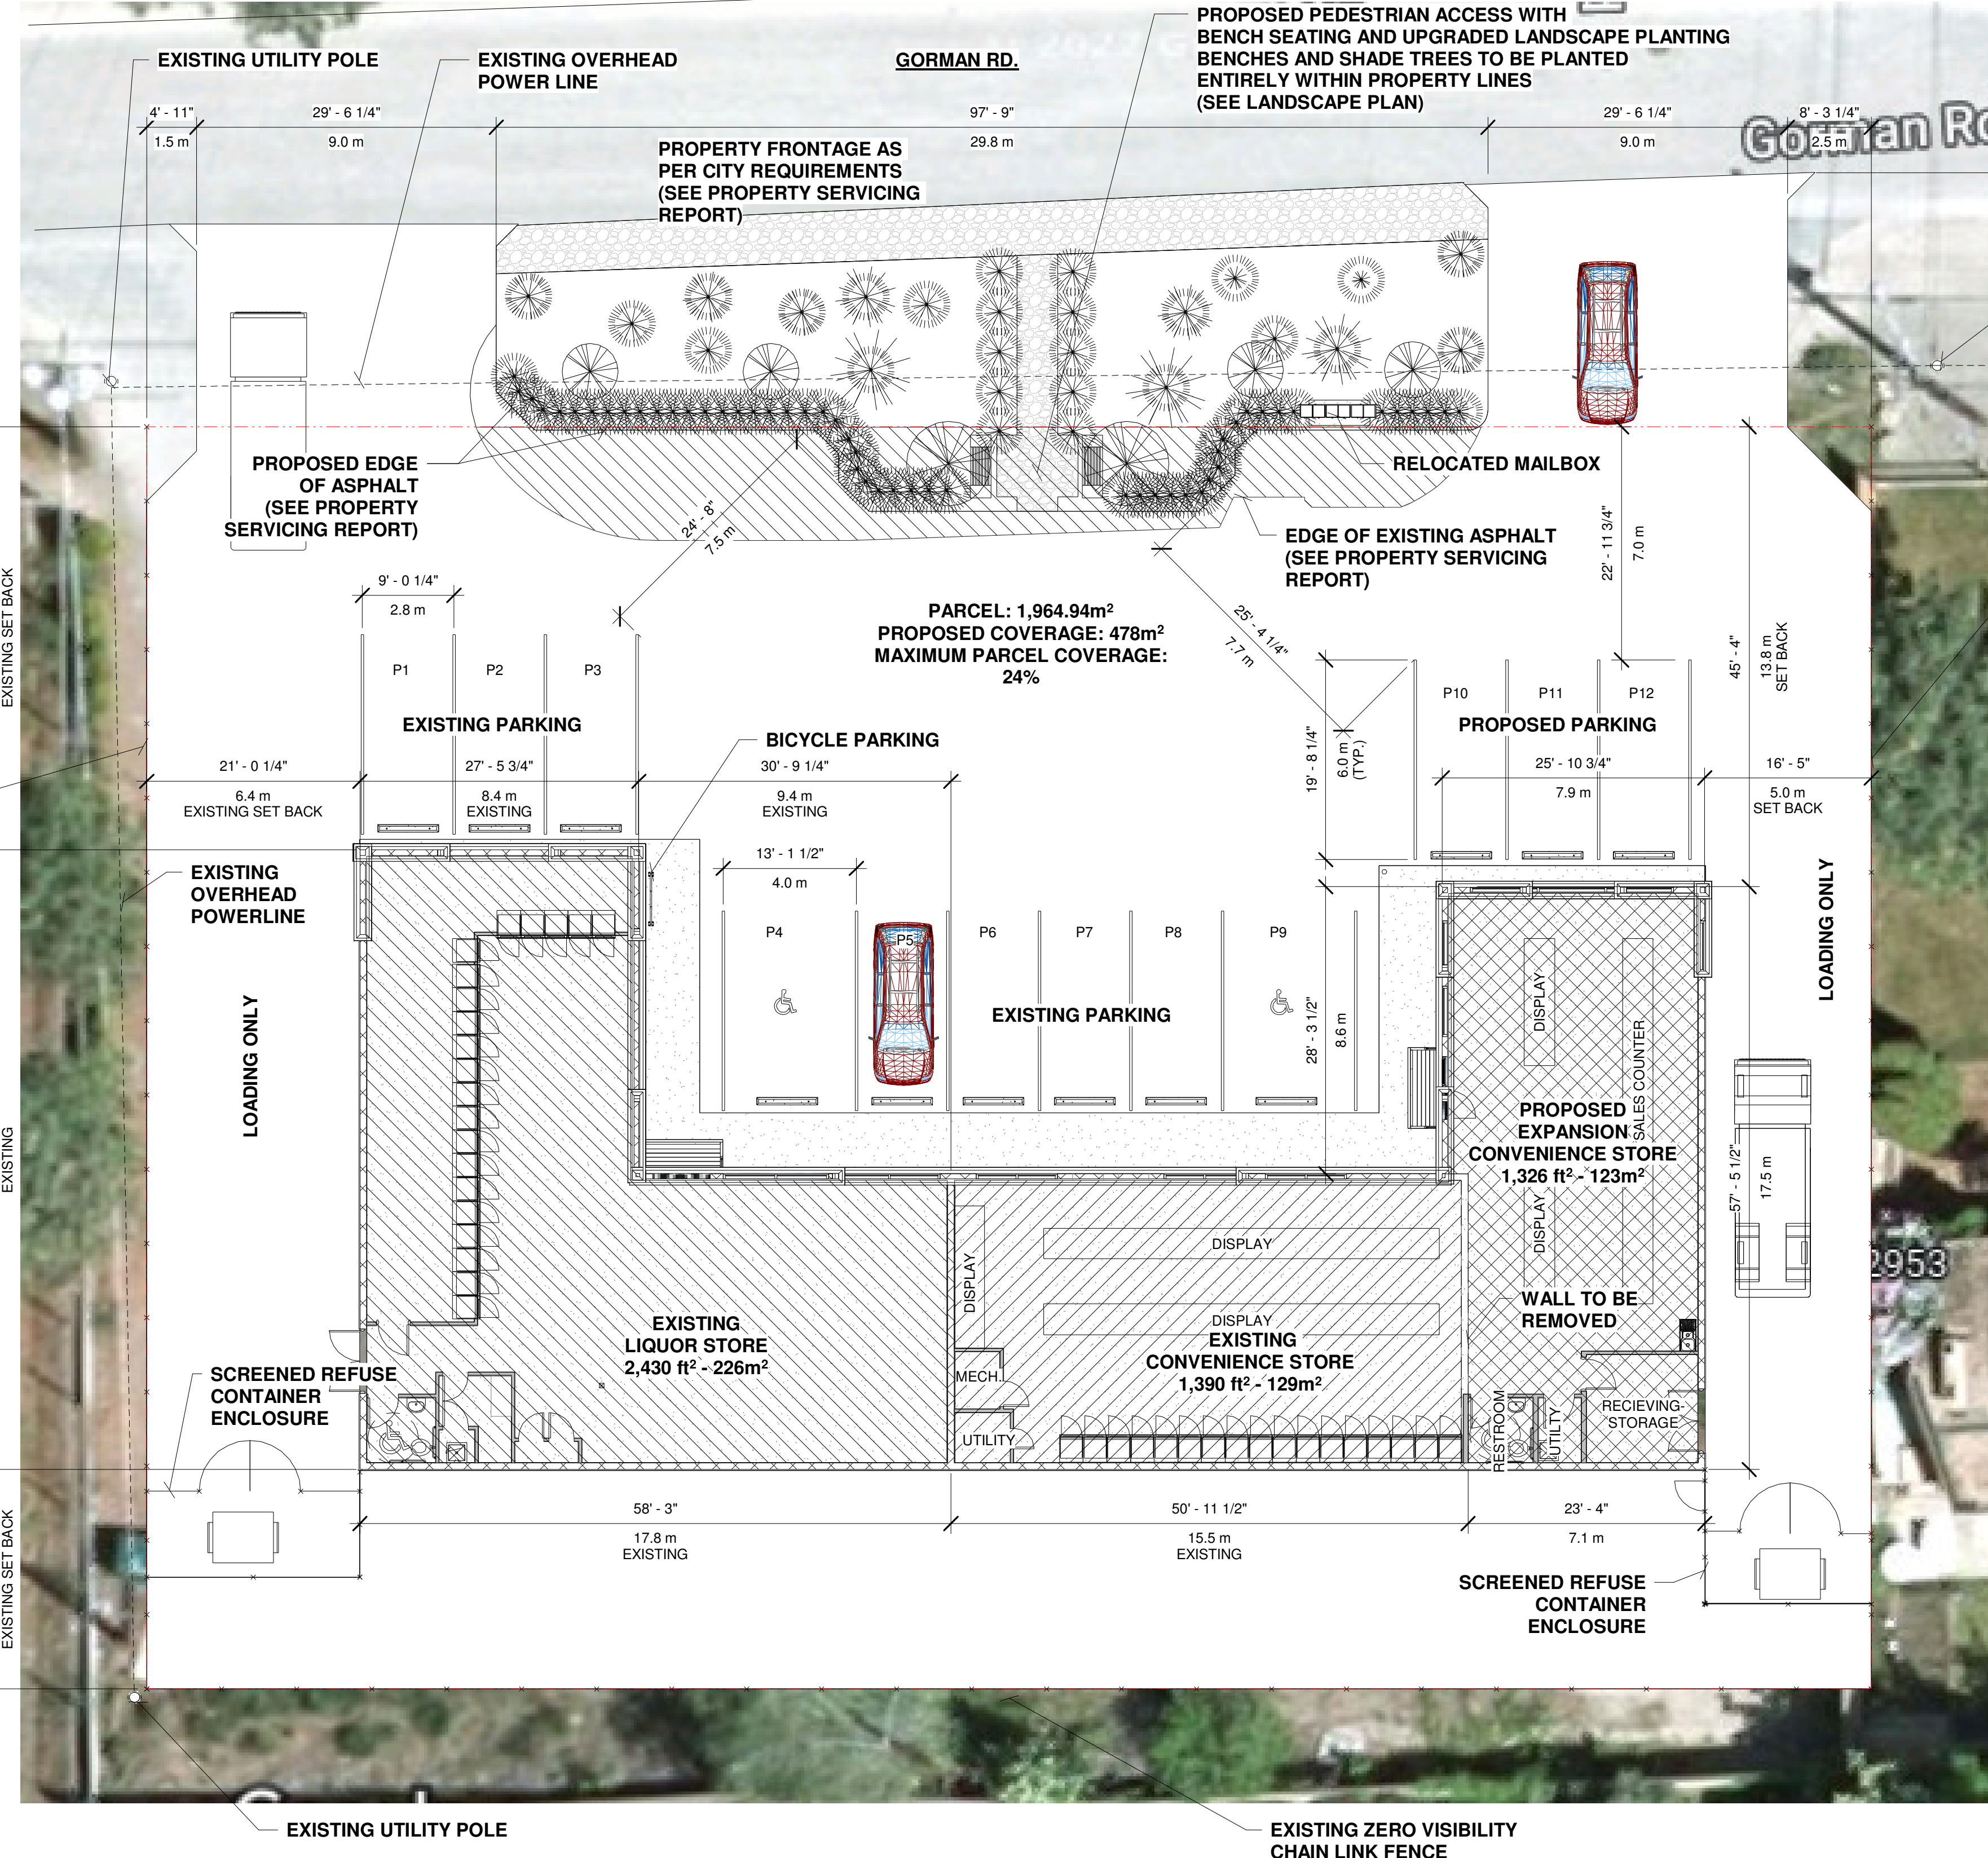 PROPOSED PEDESTRIAN ACCESS WITH
BENCH SEATING AND UPGRADED LANDSCAPE PLANTING
BENCHES AND SHADE TREES TO BE PLANTED
ENTIRELY WITHIN PROPERTY LINES
(SEE LANDSCAPE PLAN)
EXISTING UTILITY POLE
EXISTING OVERHEAD
POWER LINE
GORMAN RD.
4' - 11"
29' - 6 1/4"
97' - 9"
29' - 6 1/4"
8' - 3 1/4"
1.5 m
9.0 m
29.8 m
9.0 m
2.5 m
Gorman Ro
PROPERTY FRONTAGE AS
PER CITY REQUIREMENTS
(SEE PROPERTY SERVICING
REPORT)
PROPOSED EDGE
OF ASPHALT
(SEE PROPERTY
SERVICING REPORT)
RELOCATED MAILBOX
24' - 8"
7.5 m
EDGE OF EXISTING ASPHALT
(SEE PROPERTY SERVICING
REPORT)
22' - 11 3/4"
7.0 m
EXISTING SET BACK
9' - 0 1/4"
2.8 m
PARCEL: 1,964.94m²
PROPOSED COVERAGE: 478m²
MAXIMUM PARCEL COVERAGE:
24%
25' - 4 1/4"
7.7 m
45' - 4"
13.8 m
SET BACK
P1
P2
P3
EXISTING PARKING
P10
P11
P12
PROPOSED PARKING
BICYCLE PARKING
19' - 8 1/4"
6.0 m
(TYP.)
21' - 0 1/4"
6.4 m
EXISTING SET BACK
27' - 5 3/4"
8.4 m
EXISTING
30' - 9 1/4"
9.4 m
EXISTING
25' - 10 3/4"
7.9 m
16' - 5"
5.0 m
SET BACK
13' - 1 1/2"
4.0 m
EXISTING
OVERHEAD
POWERLINE
LOADING ONLY
P4
P5
P6
P7
P8
P9
EXISTING PARKING
28' - 3 1/2"
8.6 m
DISPLAY
SALES COUNTER
LOADING ONLY
PROPOSED
EXPANSION
CONVENIENCE STORE
1,326 ft² - 123m²
DISPLAY
57' - 5 1/2"
17.5 m
EXISTING
2953
DISPLAY
DISPLAY
DISPLAY
WALL TO BE
REMOVED
EXISTING
LIQUOR STORE
2,430 ft² - 226m²
EXISTING
CONVENIENCE STORE
1,390 ft² - 129m²
MECH.
UTILITY
RESTROOM
UTILTY
RECIEVING-
STORAGE
SCREENED REFUSE
CONTAINER
ENCLOSURE
58' - 3"
17.8 m
EXISTING
50' - 11 1/2"
15.5 m
EXISTING
23' - 4"
7.1 m
EXISTING SET BACK
SCREENED REFUSE
CONTAINER
ENCLOSURE
EXISTING UTILITY POLE
EXISTING ZERO VISIBILITY
CHAIN LINK FENCE